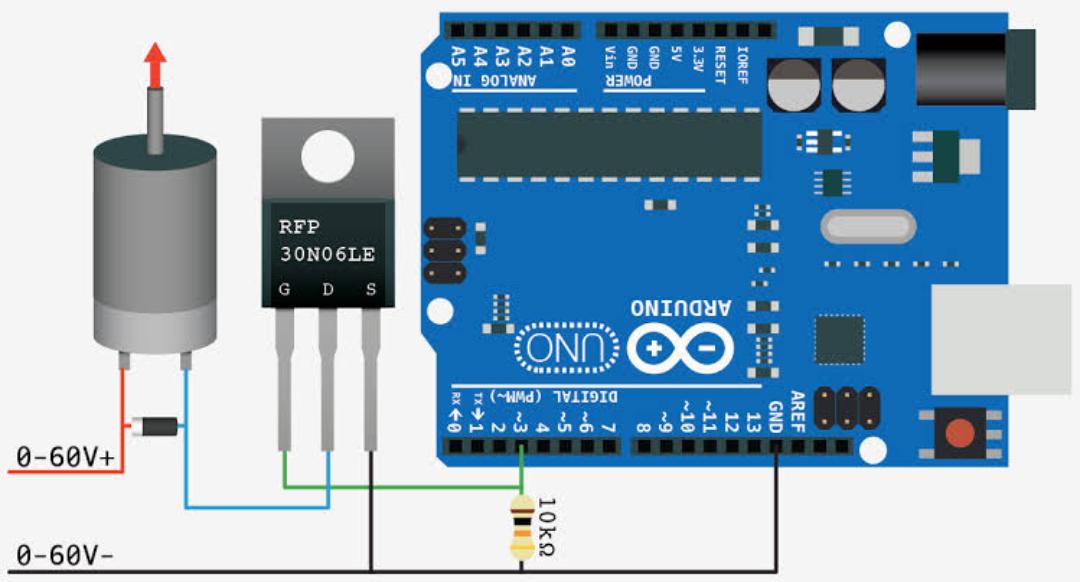 A5 A4 A3 A2 A1 A0
ANALOG IN
Vin GND GND 5V 3.3V RESET IOREF
POWER
RFP
30N06LE
G D S
ARDUINO
UNO
DIGITAL (PWM~)
RX TX
0 1 2 ~3 4 ~5 ~6 7 8 ~9 ~10 ~11 12 13 GND AREF
0-60V+
10kΩ
0-60V-